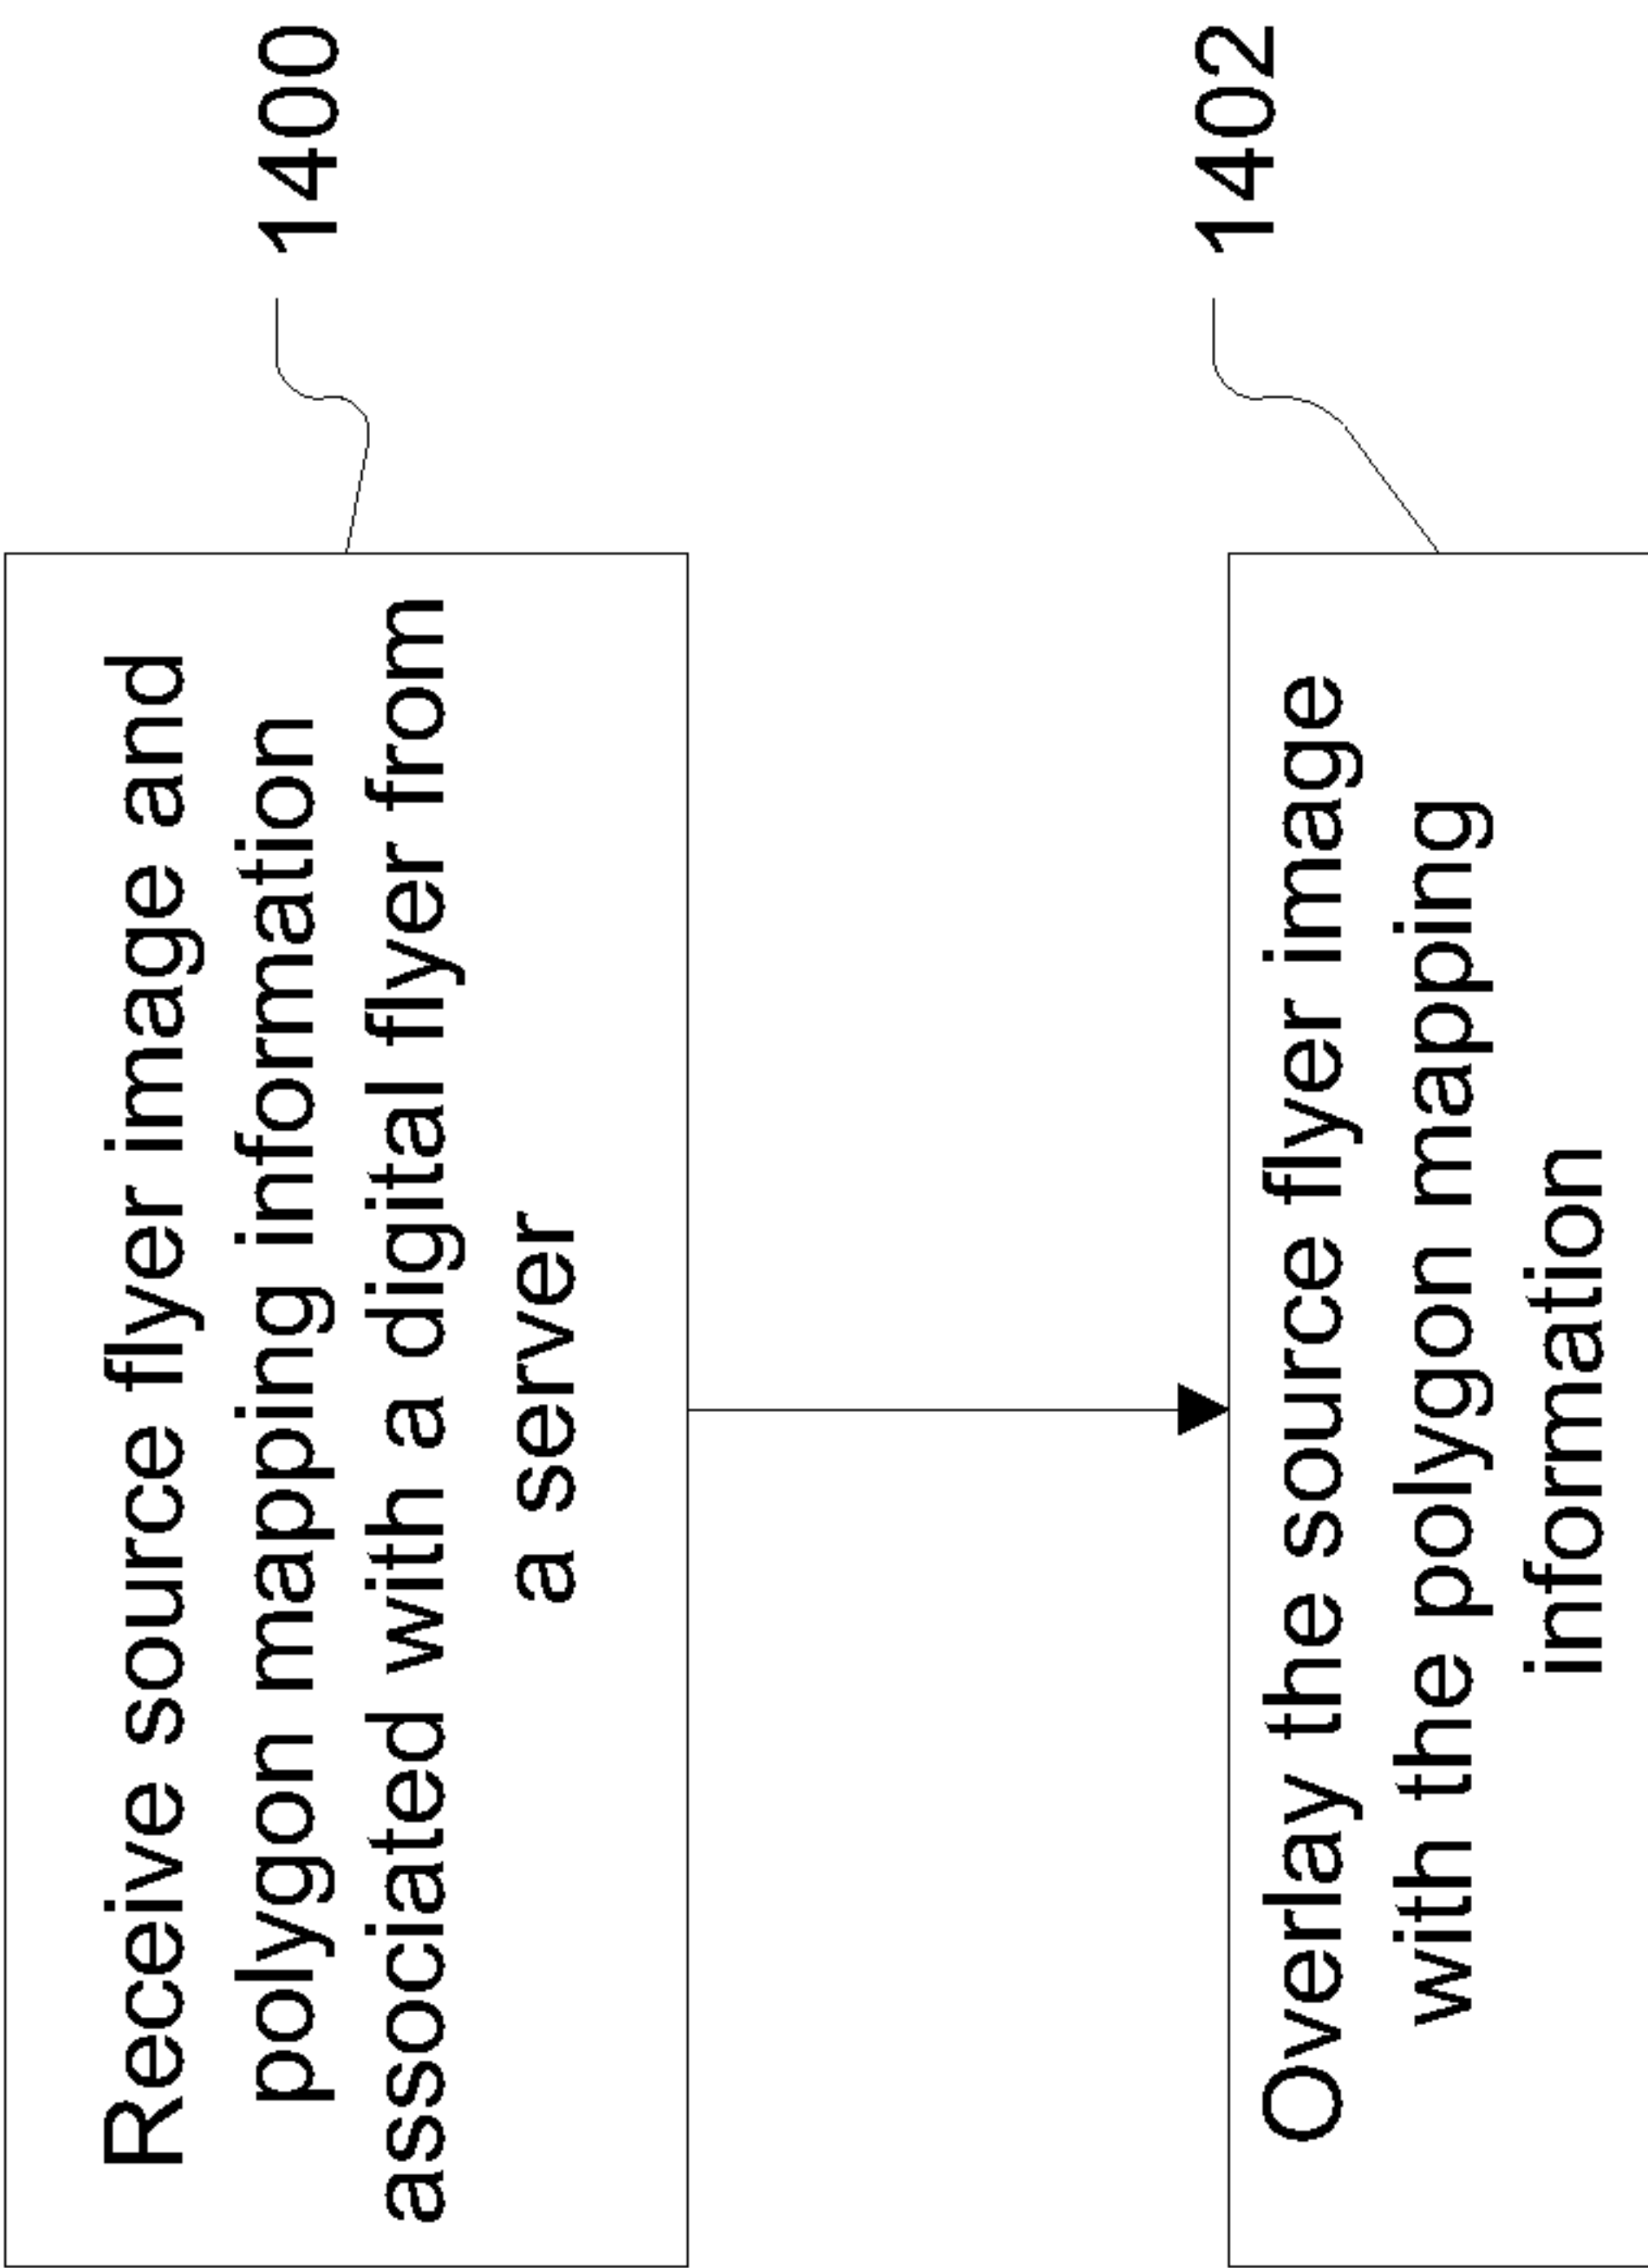 Receive source flyer image and
polygon mapping information
associated with a digital flyer from
a server
1400
Overlay the source flyer image
with the polygon mapping
information
1402